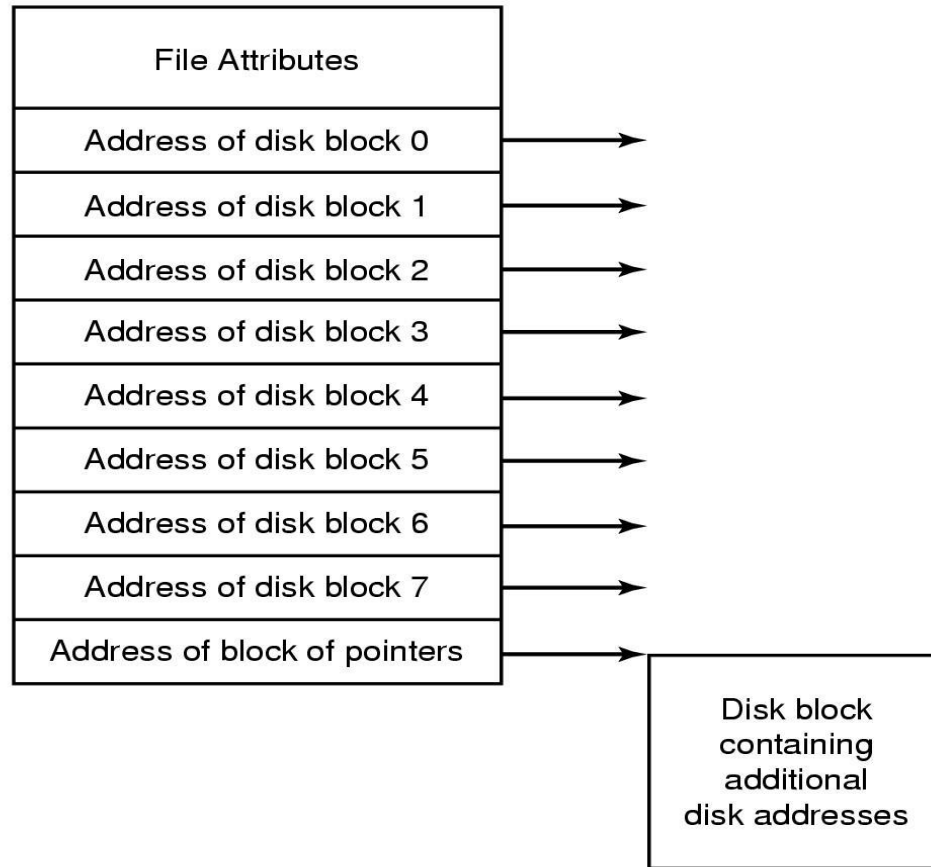 File Attributes
Address of disk block 0
Address of disk block 1
Address of disk block 2
Address of disk block 3
Address of disk block 4
Address of disk block 5
Address of disk block 6
Address of disk block 7
Address of block of pointers
Disk block
containing
additional
disk addresses